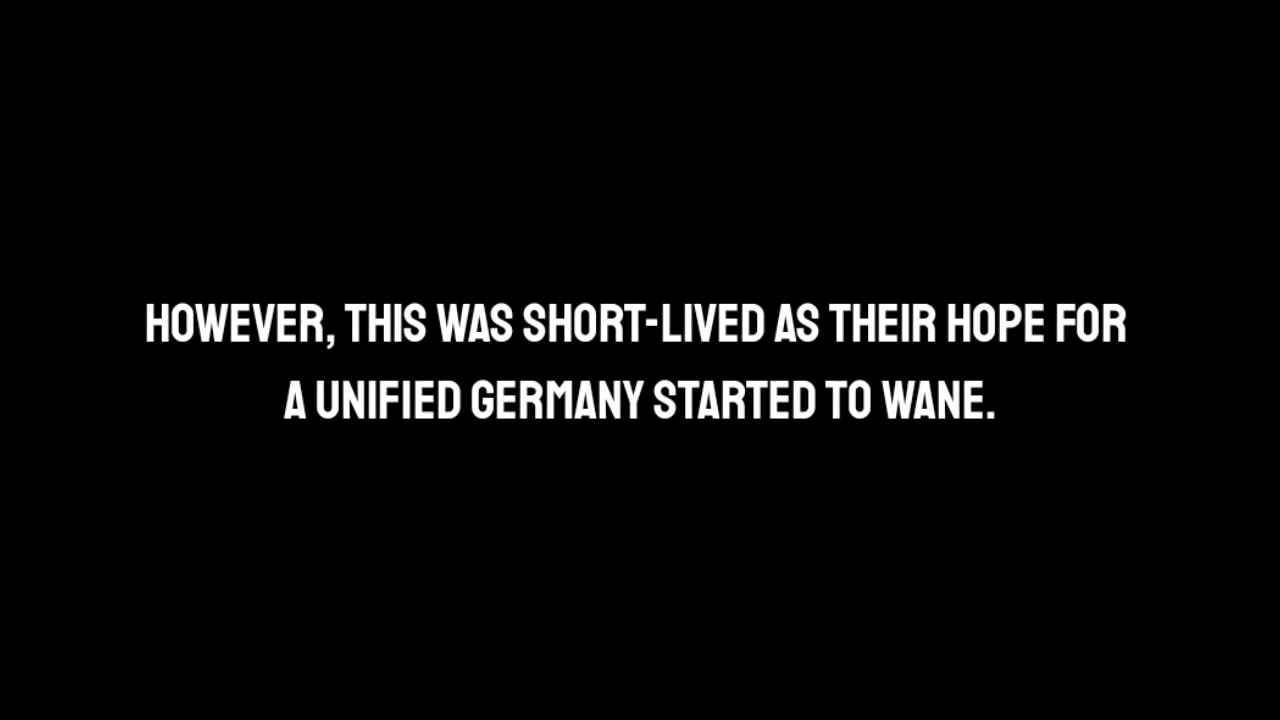 HOWEVER, THIS WAS SHORT-LIVED AS THEIR HOPE FOR
A UNIFIED GERMANY STARTED TO WANE.